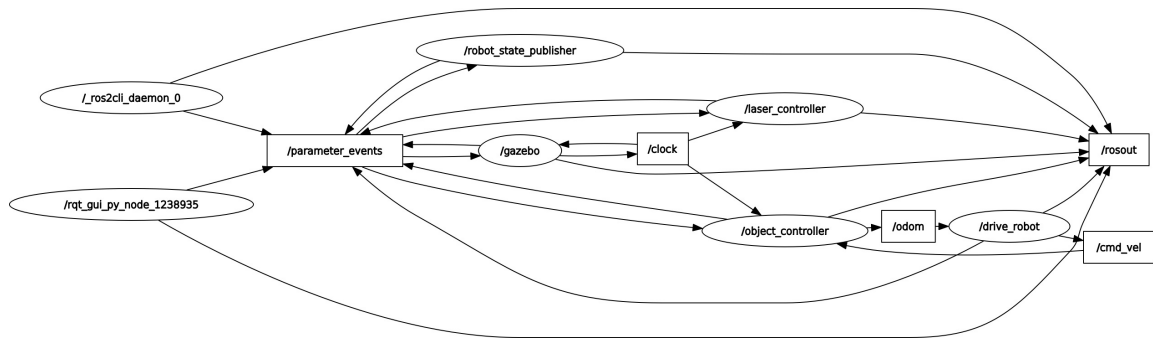 /robot_state_publisher
/_ros2cli_daemon_0
/laser_controller
/parameter_events
/gazebo
/clock
/rosout
/rqt_gui_py_node_1238935
/object_controller
/odom
/drive_robot
/cmd_vel